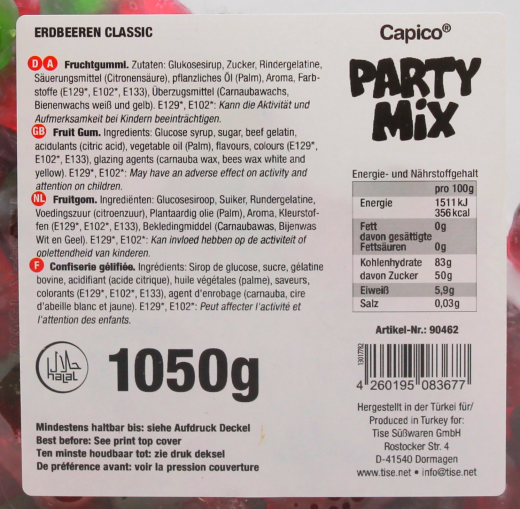 ERDBEEREN CLASSIC
D A Fruchtgummi. Zutaten: Glukosesirup, Zucker, Rindergelatine,
Säuerungsmittel (Citronensäure), pflanzliches Öl (Palm), Aroma, Farb-
stoffe (E129*, E102*, E133), Überzugsmittel (Carnaubawachs,
Bienenwachs weiß und gelb). E129*, E102*: Kann die Aktivität und
Aufmerksamkeit bei Kindern beeinträchtigen.
GB Fruit Gum. Ingredients: Glucose syrup, sugar, beef gelatin,
acidulants (citric acid), vegetable oil (Palm), flavours, colours (E129*,
E102*, E133), glazing agents (carnauba wax, bees wax white and
yellow). E129*, E102*: May have an adverse effect on activity and
attention on children.
NL Fruitgom. Ingrediënten: Glucosesiroop, Suiker, Rundergelatine,
Voedingszuur (citroenzuur), Plantaardig olie (Palm), Aroma, Kleurstof-
fen (E129*, E102*, E133), Bekledingmiddel (Carnaubawas, Bijenwas
Wit en Geel). E129*, E102*: Kan invloed hebben op de activiteit of
oplettendheid van kinderen.
F Confiserie gélifiée. Ingrédients: Sirop de glucose, sucre, gélatine
bovine, acidifiant (acide citrique), huile végétales (palme), saveurs,
colorants (E129*, E102*, E133), agent d'enrobage (carnauba, cire
d'abeille blanc et jaune). E129*, E102*: Peut affecter l'activité et
l'attention des enfants.
حلال
halal
1050g
Mindestens haltbar bis: siehe Aufdruck Deckel
Best before: See print top cover
Ten minste houdbaar tot: zie druk deksel
De préférence avant: voir la pression couverture
Capico®
PARTY
MiX
Energie- und Nährstoffgehalt
pro 100g
Energie 1511 kJ
356 kcal
Fett 0g
davon gesättigte
Fettsäuren 0g
Kohlenhydrate 83g
davon Zucker 50g
Eiweiß 5,9g
Salz 0,03g
Artikel-Nr.: 90462
4 260195 083677
Hergestellt in der Türkei für/
Produced in Turkey for:
Tise Süßwaren GmbH
Rostocker Str. 4
D-41540 Dormagen
www.tise.net • info@tise.net